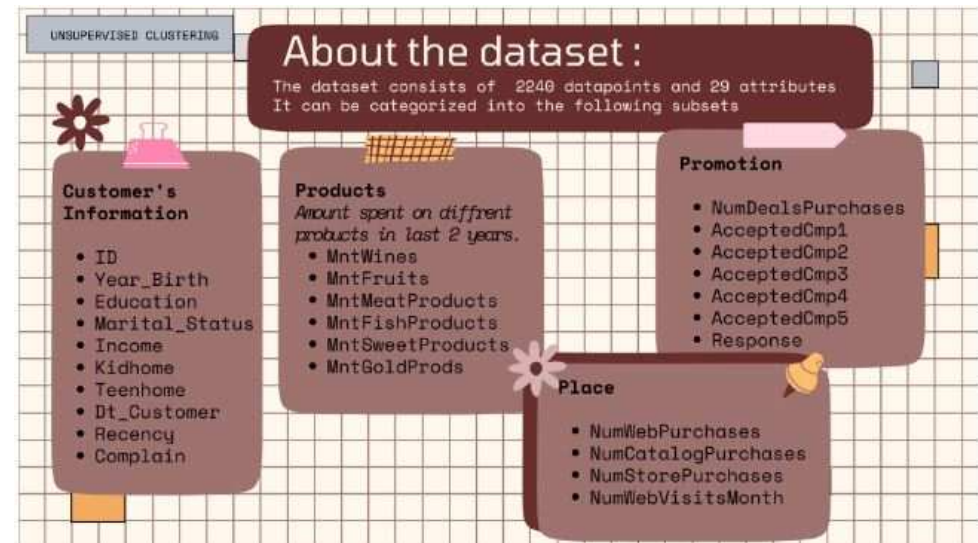 UNSUPERVISED CLUSTERING
About the dataset :
The dataset consists of 2240 datapoints and 29 attributes
It can be categorized into the following subsets
Customer's
Information
• ID
• Year_Birth
• Education
• Marital_Status
• Income
• Kidhome
• Teenhome
• Dt_Customer
• Recency
• Complain
Products
Amount spent on diffrent
probucts in last 2 years.
• MntWines
• MntFruits
• MntMeatProducts
• MntFishProducts
• MntSweetProducts
• MntGoldProds
Promotion
• NumDealsPurchases
• AcceptedCmp1
• AcceptedCmp2
• AcceptedCmp3
• AcceptedCmp4
• AcceptedCmp5
• Response
Place
• NumWebPurchases
• NumCatalogPurchases
• NumStorePurchases
• NumWebVisitsMonth